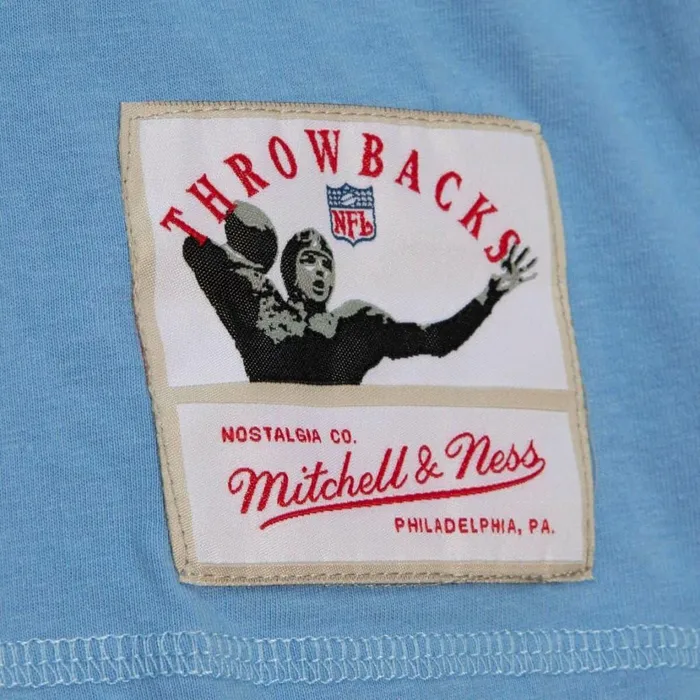 THROWBACKS
NFL
NOSTALGIA CO.
Mitchell & Ness
PHILADELPHIA, PA.